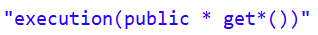 "execution(public * get*())"